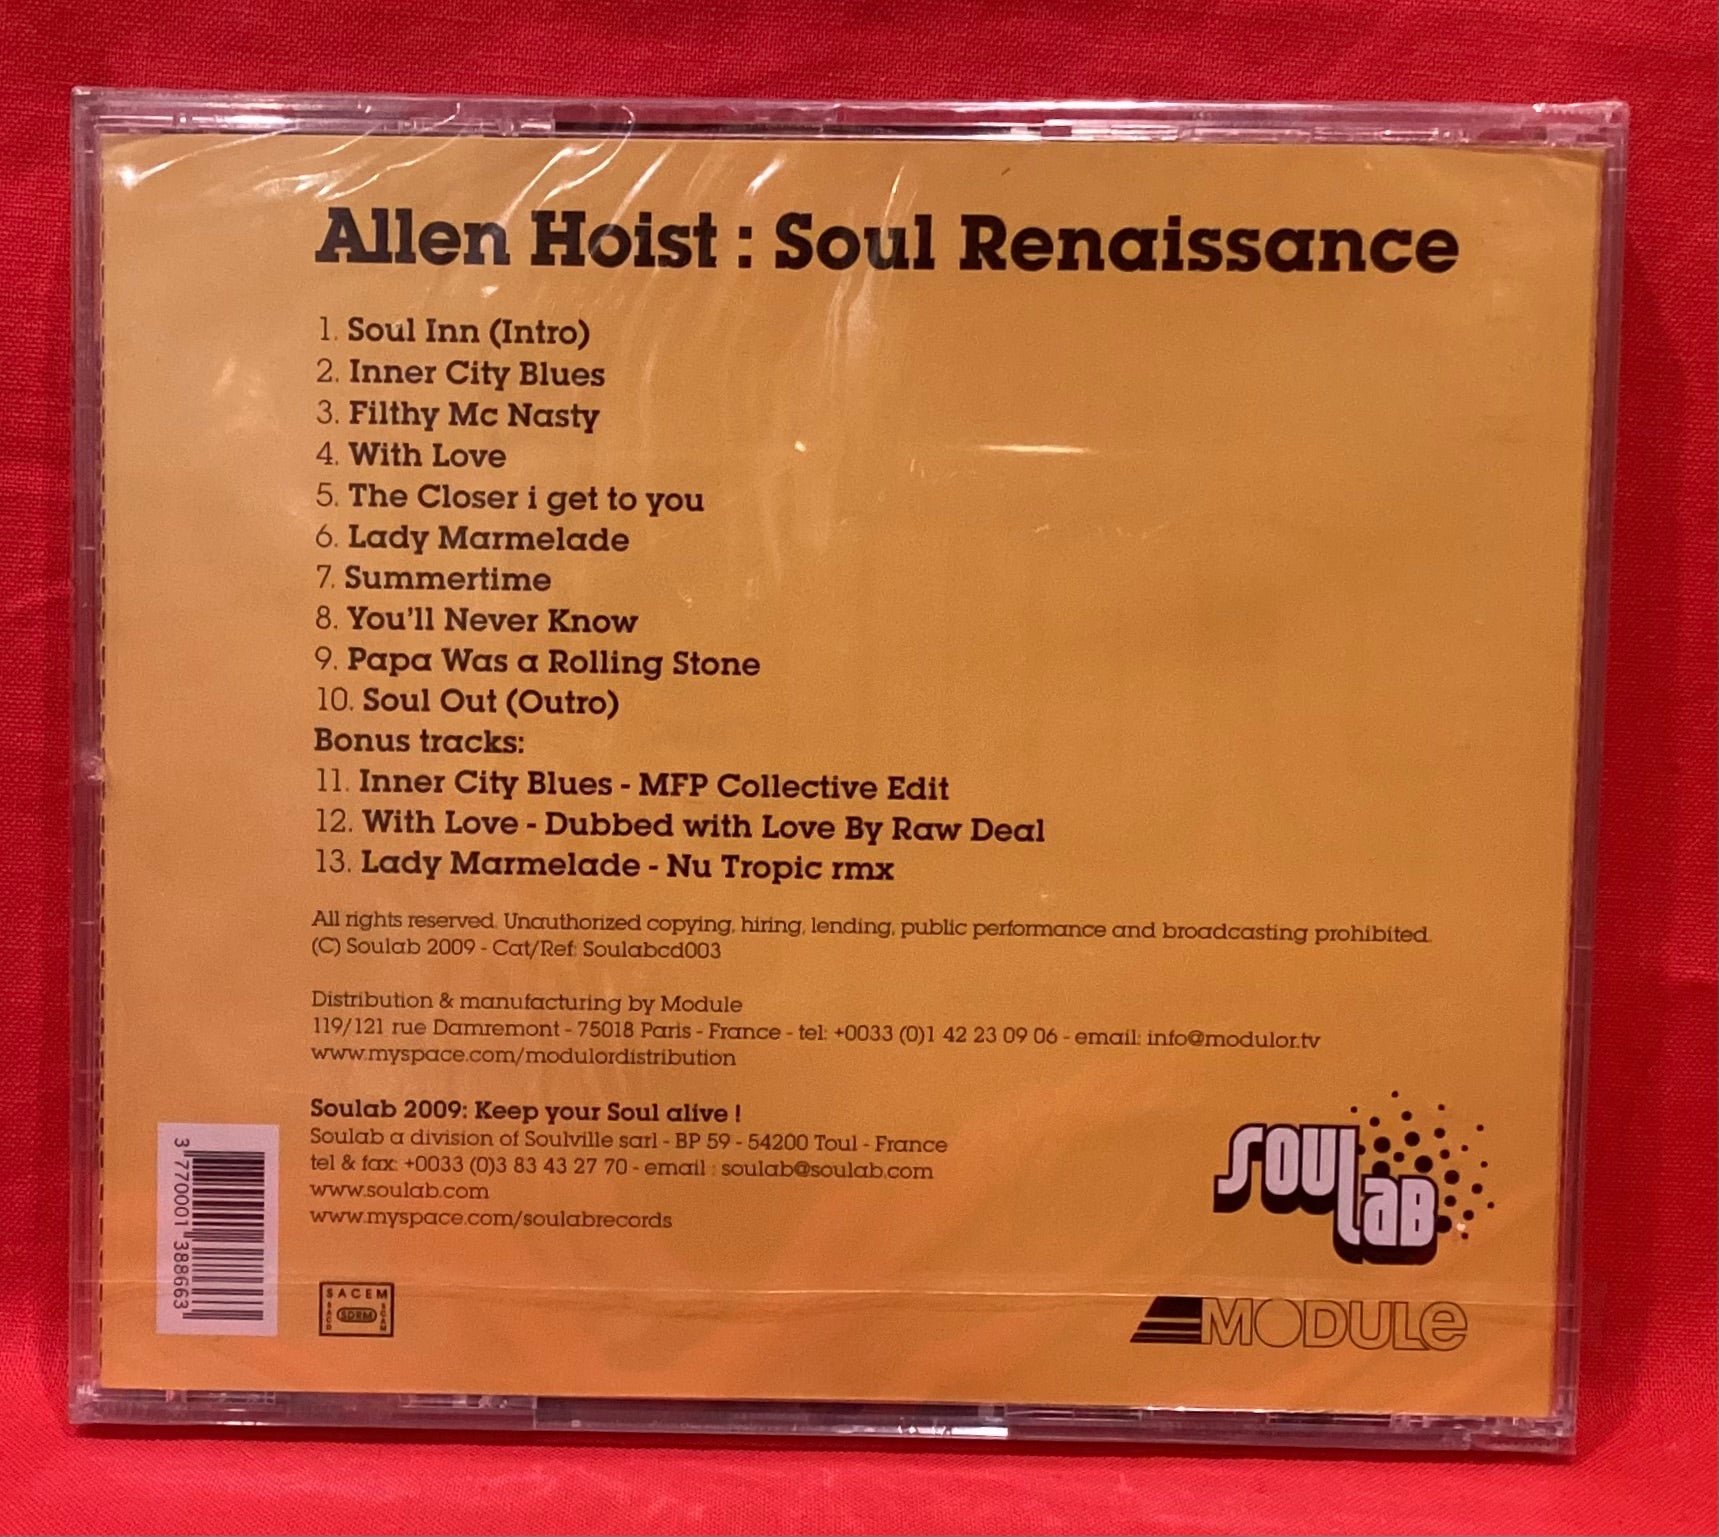 Allen Hoist : Soul Renaissance
1. Soul Inn (Intro)
2. Inner City Blues
3. Filthy Mc Nasty
4. With Love
5. The Closer i get to you
6. Lady Marmelade
7. Summertime
8. You'll Never Know
9. Papa Was a Rolling Stone
10. Soul Out (Outro)
Bonus tracks:
11. Inner City Blues - MFP Collective Edit
12. With Love - Dubbed with Love By Raw Deal
13. Lady Marmelade - Nu Tropic rmx
All rights reserved. Unauthorized copying, hiring, lending, public performance and broadcasting prohibited.
(C) Soulab 2009 - Cat/Ref: Soulabcd003
Distribution & manufacturing by Module
119/121 rue Damremont - 75018 Paris - France - tel: +0033 (0)1 42 23 09 06 - email: info@modulor.tv
www.myspace.com/modulordistribution
Soulab 2009: Keep your Soul alive !
Soulab a division of Soulville sarl - BP 59 - 54200 Toul - France
tel & fax: +0033 (0)3 83 43 27 70 - email : soulab@soulab.com
www.soulab.com
www.myspace.com/soulabrecords
3 770001 388663
SACEM
SACD
SDRM
SCAM
SOULLAB
MODULE